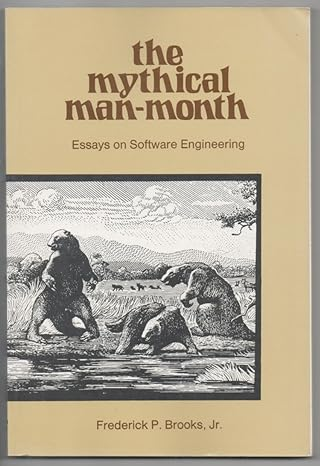 the
mythical
man-month
Essays on Software Engineering
Frederick P. Brooks, Jr.